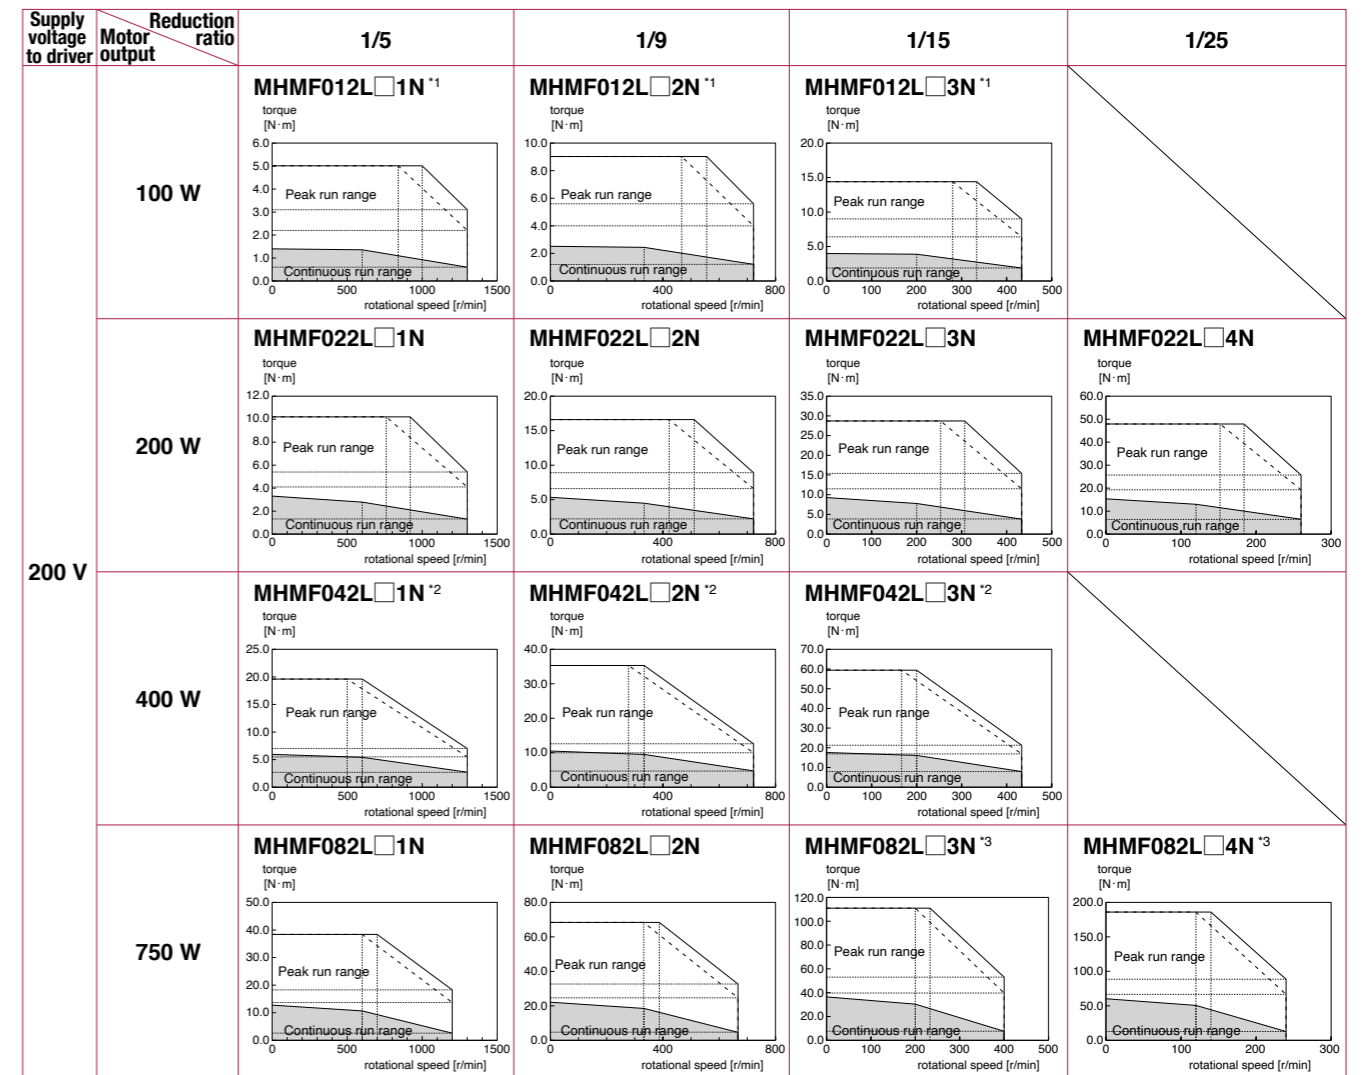 Supply voltage to driver
Motor output
Reduction ratio
1/5
1/9
1/15
1/25
200 V
100 W
MHMF012L□1N *1
torque
[N·m]
6.0
5.0
4.0
3.0
2.0
1.0
0.0
Peak run range
Continuous run range
0 500 1000 1500
rotational speed [r/min]
MHMF012L□2N *1
torque
[N·m]
10.0
8.0
6.0
4.0
2.0
0.0
Peak run range
Continuous run range
0 400 800
rotational speed [r/min]
MHMF012L□3N *1
torque
[N·m]
20.0
15.0
10.0
5.0
0.0
Peak run range
Continuous run range
0 100 200 300 400 500
rotational speed [r/min]
200 W
MHMF022L□1N
torque
[N·m]
12.0
10.0
8.0
6.0
4.0
2.0
0.0
Peak run range
Continuous run range
0 500 1000 1500
rotational speed [r/min]
MHMF022L□2N
torque
[N·m]
20.0
15.0
10.0
5.0
0.0
Peak run range
Continuous run range
0 400 800
rotational speed [r/min]
MHMF022L□3N
torque
[N·m]
35.0
30.0
25.0
20.0
15.0
10.0
5.0
0.0
Peak run range
Continuous run range
0 100 200 300 400 500
rotational speed [r/min]
MHMF022L□4N
torque
[N·m]
60.0
50.0
40.0
30.0
20.0
10.0
0.0
Peak run range
Continuous run range
0 100 200 300
rotational speed [r/min]
400 W
MHMF042L□1N *2
torque
[N·m]
25.0
20.0
15.0
10.0
5.0
0.0
Peak run range
Continuous run range
0 500 1000 1500
rotational speed [r/min]
MHMF042L□2N *2
torque
[N·m]
40.0
30.0
20.0
10.0
0.0
Peak run range
Continuous run range
0 400 800
rotational speed [r/min]
MHMF042L□3N *2
torque
[N·m]
70.0
60.0
50.0
40.0
30.0
20.0
10.0
0.0
Peak run range
Continuous run range
0 100 200 300 400 500
rotational speed [r/min]
750 W
MHMF082L□1N
torque
[N·m]
50.0
40.0
30.0
20.0
10.0
0.0
Peak run range
Continuous run range
0 500 1000 1500
rotational speed [r/min]
MHMF082L□2N
torque
[N·m]
80.0
60.0
40.0
20.0
0.0
Peak run range
Continuous run range
0 400 800
rotational speed [r/min]
MHMF082L□3N *3
torque
[N·m]
120.0
100.0
80.0
60.0
40.0
20.0
0.0
Peak run range
Continuous run range
0 100 200 300 400 500
rotational speed [r/min]
MHMF082L□4N *3
torque
[N·m]
200.0
150.0
100.0
50.0
0.0
Peak run range
Continuous run range
0 100 200 300
rotational speed [r/min]